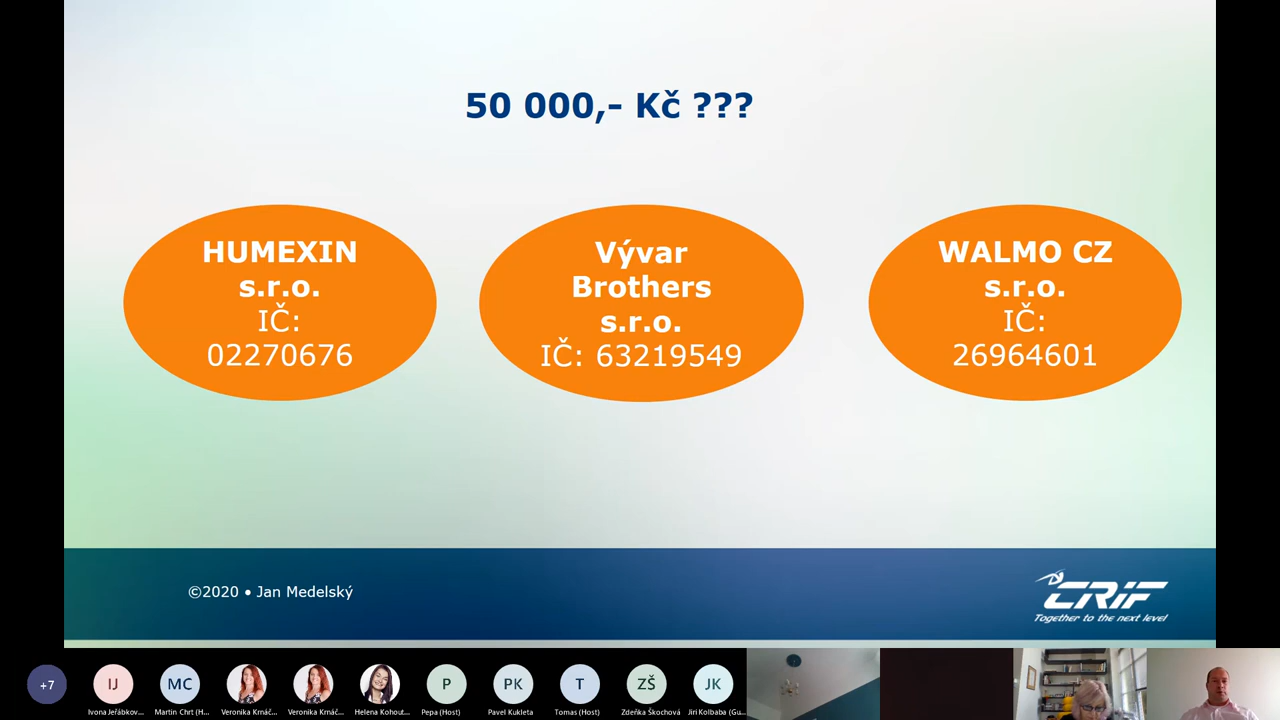 50 000,- Kč ???
HUMEXIN
s.r.o.
IČ:
02270676
Vývar
Brothers
s.r.o.
IČ: 63219549
WALMO CZ
s.r.o.
IČ:
26964601
©2020 • Jan Medelský
CRIF
Together to the next level
+7
IJ
MC
P
PK
T
ZŠ
JK
Ivona Jeřábkov...
Martin Chrt (H...
Veronika Krnáč...
Veronika Krnáč...
Helena Kohout...
Pepa (Host)
Pavel Kukleta
Tomas (Host)
Zdeňka Škochová
Jiri Kolbaba (Gu...